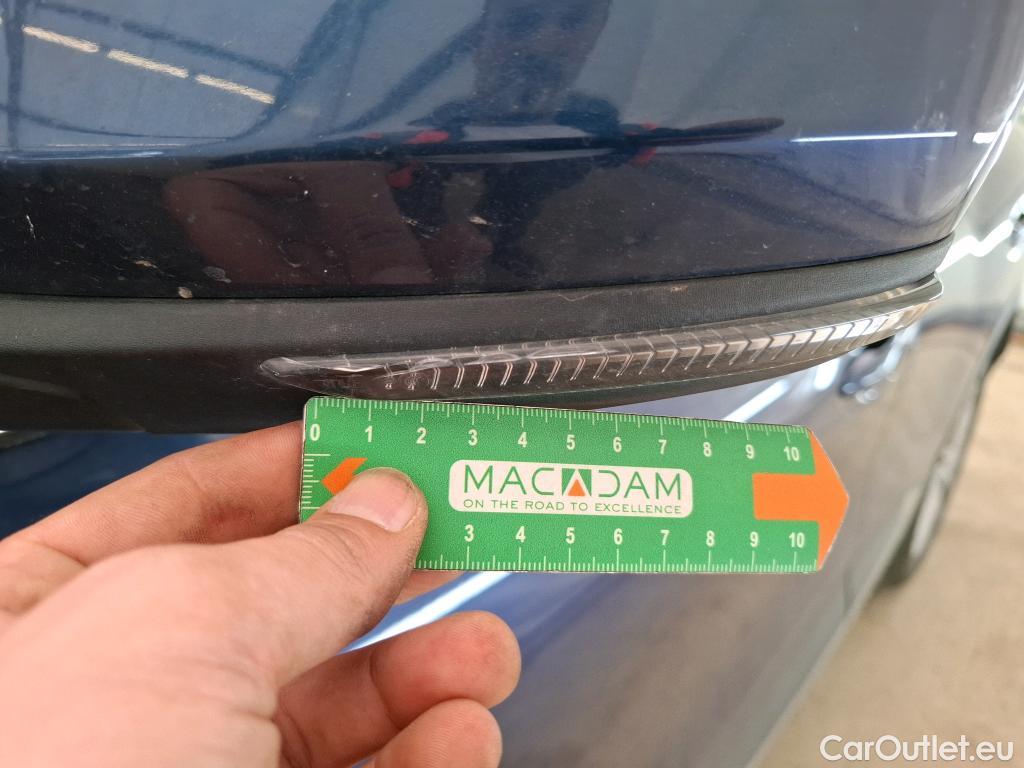 0 1 2 3 4 5 6 7 8 9 10
MACADAM
ON THE ROAD TO EXCELLENCE
3 4 5 6 7 8 9 10
CarOutlet.eu